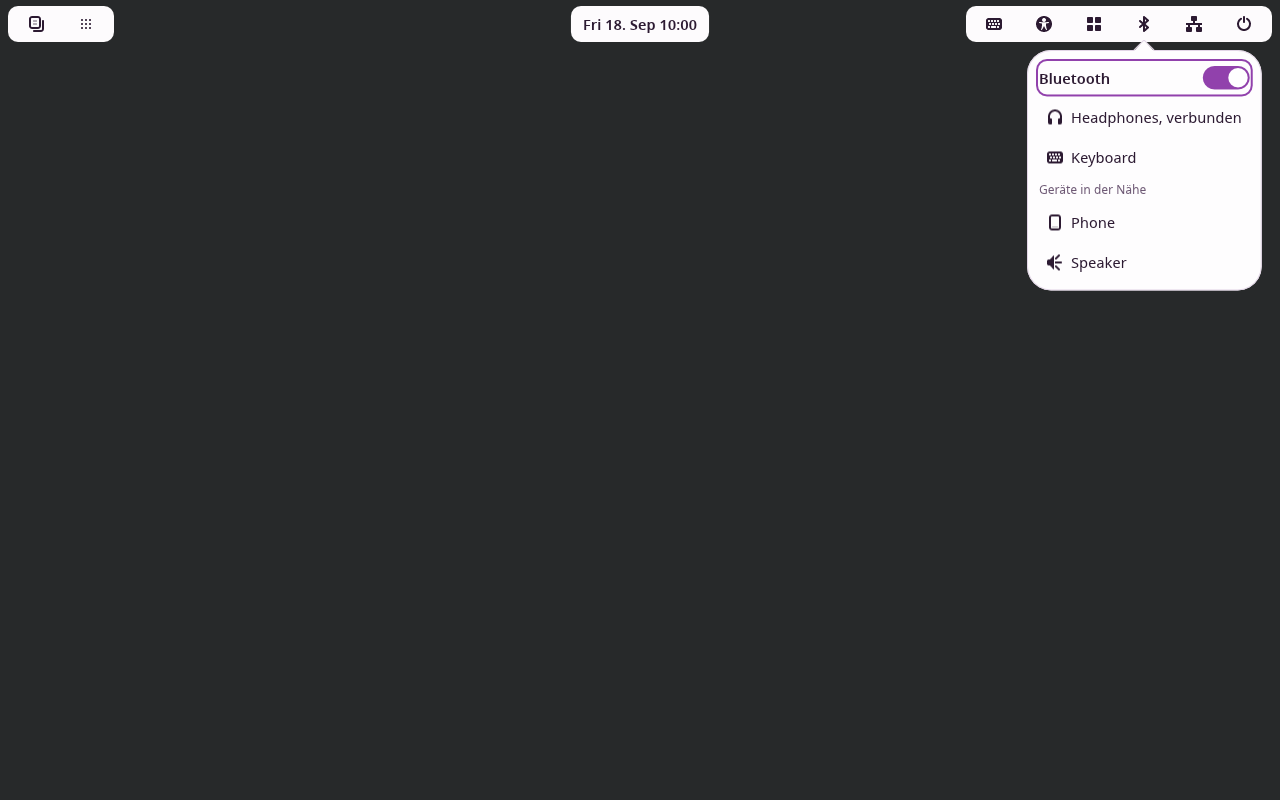 Fri 18. Sep 10:00
Bluetooth
Headphones, verbunden
Keyboard
Geräte in der Nähe
Phone
Speaker